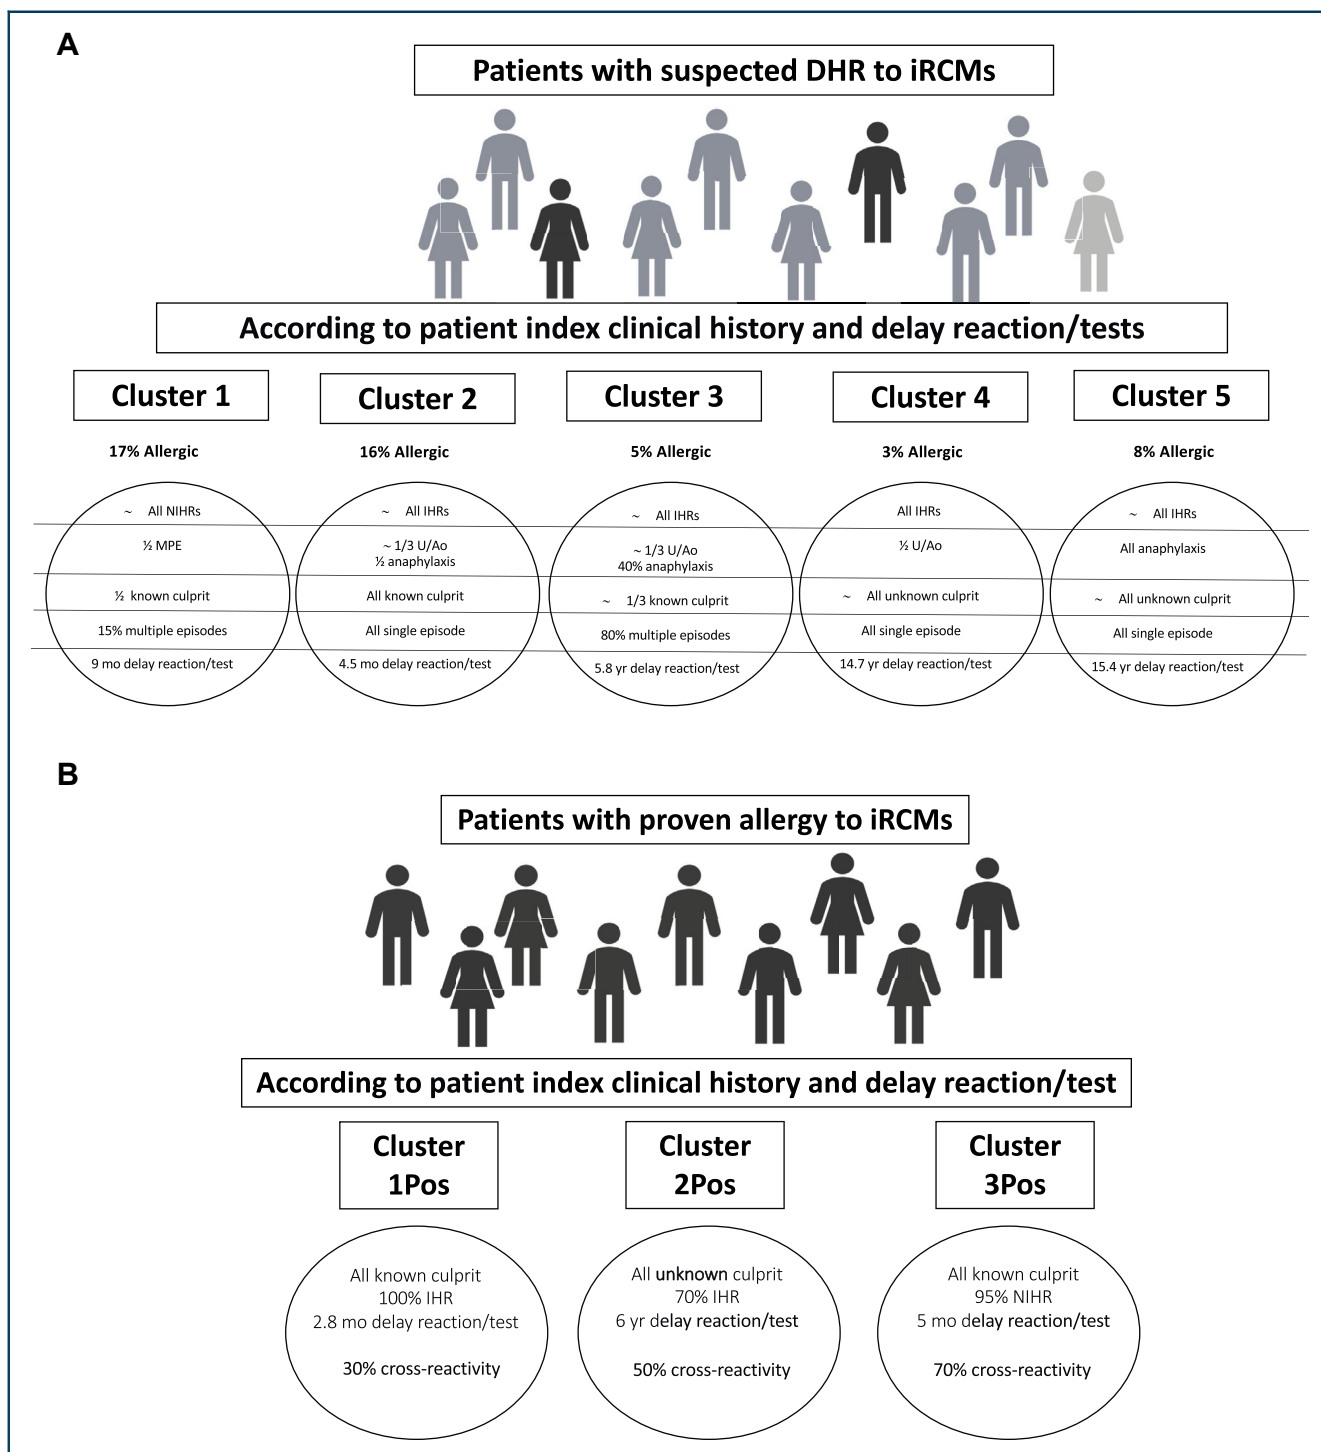 A
Patients with suspected DHR to iRCMs
According to patient index clinical history and delay reaction/tests
Cluster 1
Cluster 2
Cluster 3
Cluster 4
Cluster 5
17% Allergic
16% Allergic
5% Allergic
3% Allergic
8% Allergic
~ All NIHRs
~ All IHRs
~ All IHRs
All IHRs
~ All IHRs
½ MPE
~ 1/3 U/Ao
½ anaphylaxis
~ 1/3 U/Ao
40% anaphylaxis
½ U/Ao
All anaphylaxis
½ known culprit
All known culprit
~ 1/3 known culprit
~ All unknown culprit
~ All unknown culprit
15% multiple episodes
All single episode
80% multiple episodes
All single episode
All single episode
9 mo delay reaction/test
4.5 mo delay reaction/test
5.8 yr delay reaction/test
14.7 yr delay reaction/test
15.4 yr delay reaction/test
B
Patients with proven allergy to iRCMs
According to patient index clinical history and delay reaction/test
Cluster
1Pos
Cluster
2Pos
Cluster
3Pos
All known culprit
100% IHR
2.8 mo delay reaction/test
30% cross-reactivity
All unknown culprit
70% IHR
6 yr delay reaction/test
50% cross-reactivity
All known culprit
95% NIHR
5 mo delay reaction/test
70% cross-reactivity